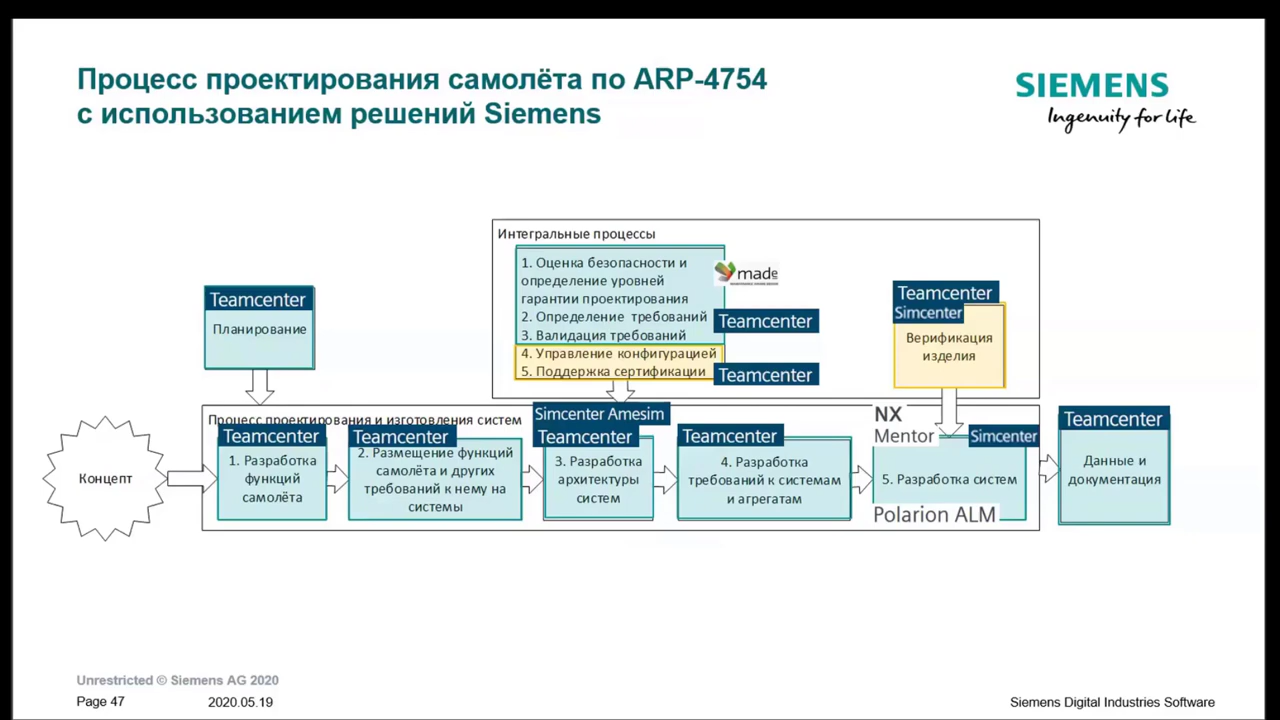 Процесс проектирования самолёта по ARP-4754
с использованием решений Siemens
SIEMENS
Ingenuity for life
Интегральные процессы
1. Оценка безопасности и
определение уровней
гарантии проектирования
2. Определение требований
3. Валидация требований
4. Управление конфигурацией
5. Поддержка сертификации
made
Teamcenter
Teamcenter
Teamcenter
Simcenter
Верификация
изделия
Teamcenter
Планирование
Концепт
Процесс проектирования и изготовления систем
Teamcenter
1. Разработка
функций
самолёта
Teamcenter
2. Размещение функций
самолёта и других
требований к нему на
системы
Simcenter Amesim
Teamcenter
3. Разработка
архитектуры
систем
Teamcenter
4. Разработка
требований к системам
и агрегатам
NX
Mentor
Simcenter
5. Разработка систем
Polarion ALM
Teamcenter
Данные и
документация
Unrestricted © Siemens AG 2020
Page 47
2020.05.19
Siemens Digital Industries Software